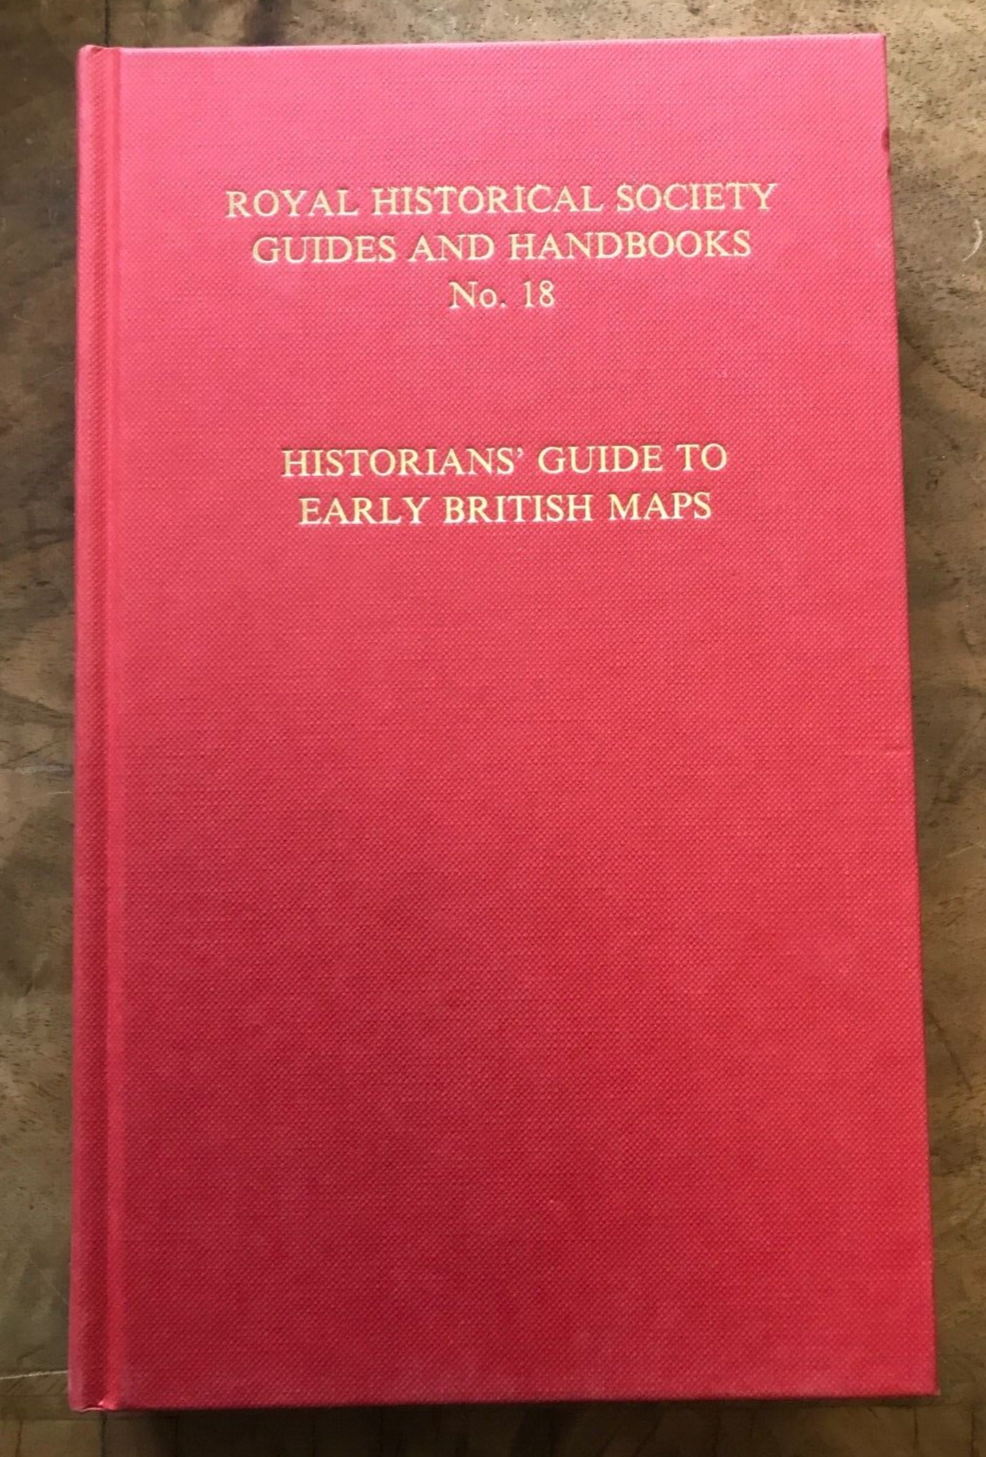 ROYAL HISTORICAL SOCIETY
GUIDES AND HANDBOOKS
No. 18
HISTORIANS’ GUIDE TO
EARLY BRITISH MAPS